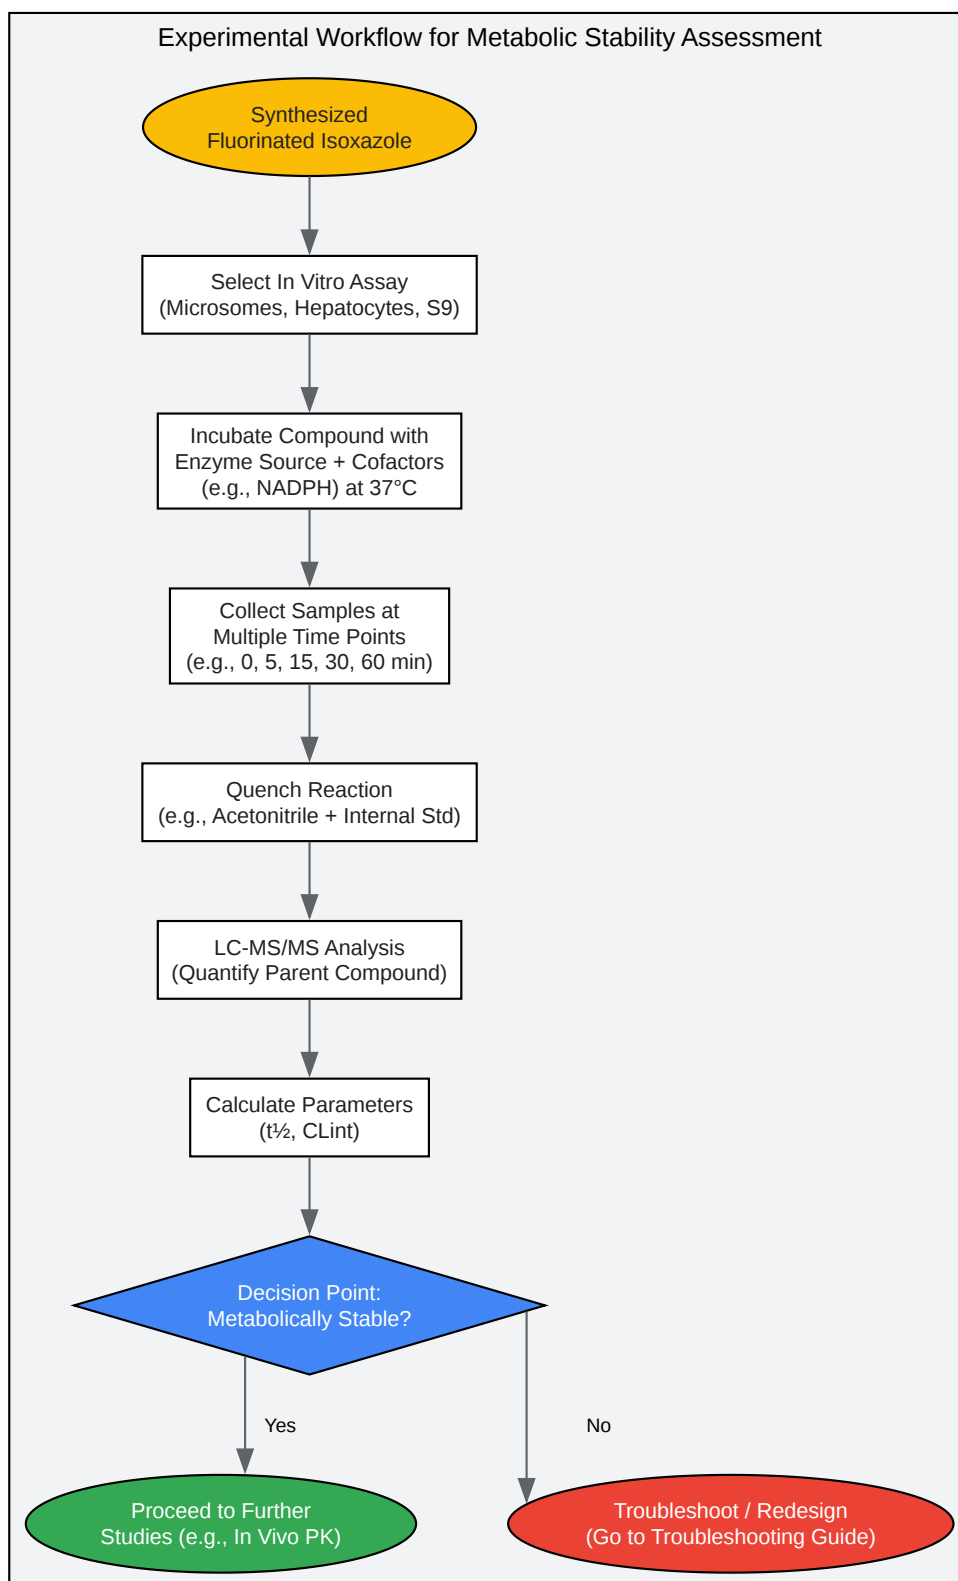 Experimental Workflow for Metabolic Stability Assessment
Synthesized
Fluorinated Isoxazole
Select In Vitro Assay
(Microsomes, Hepatocytes, S9)
Incubate Compound with
Enzyme Source + Cofactors
(e.g., NADPH) at 37°C
Collect Samples at
Multiple Time Points
(e.g., 0, 5, 15, 30, 60 min)
Quench Reaction
(e.g., Acetonitrile + Internal Std)
LC-MS/MS Analysis
(Quantify Parent Compound)
Calculate Parameters
(t½, CLint)
Decision Point:
Metabolically Stable?
Yes
No
Proceed to Further
Studies (e.g., In Vivo PK)
Troubleshoot / Redesign
(Go to Troubleshooting Guide)